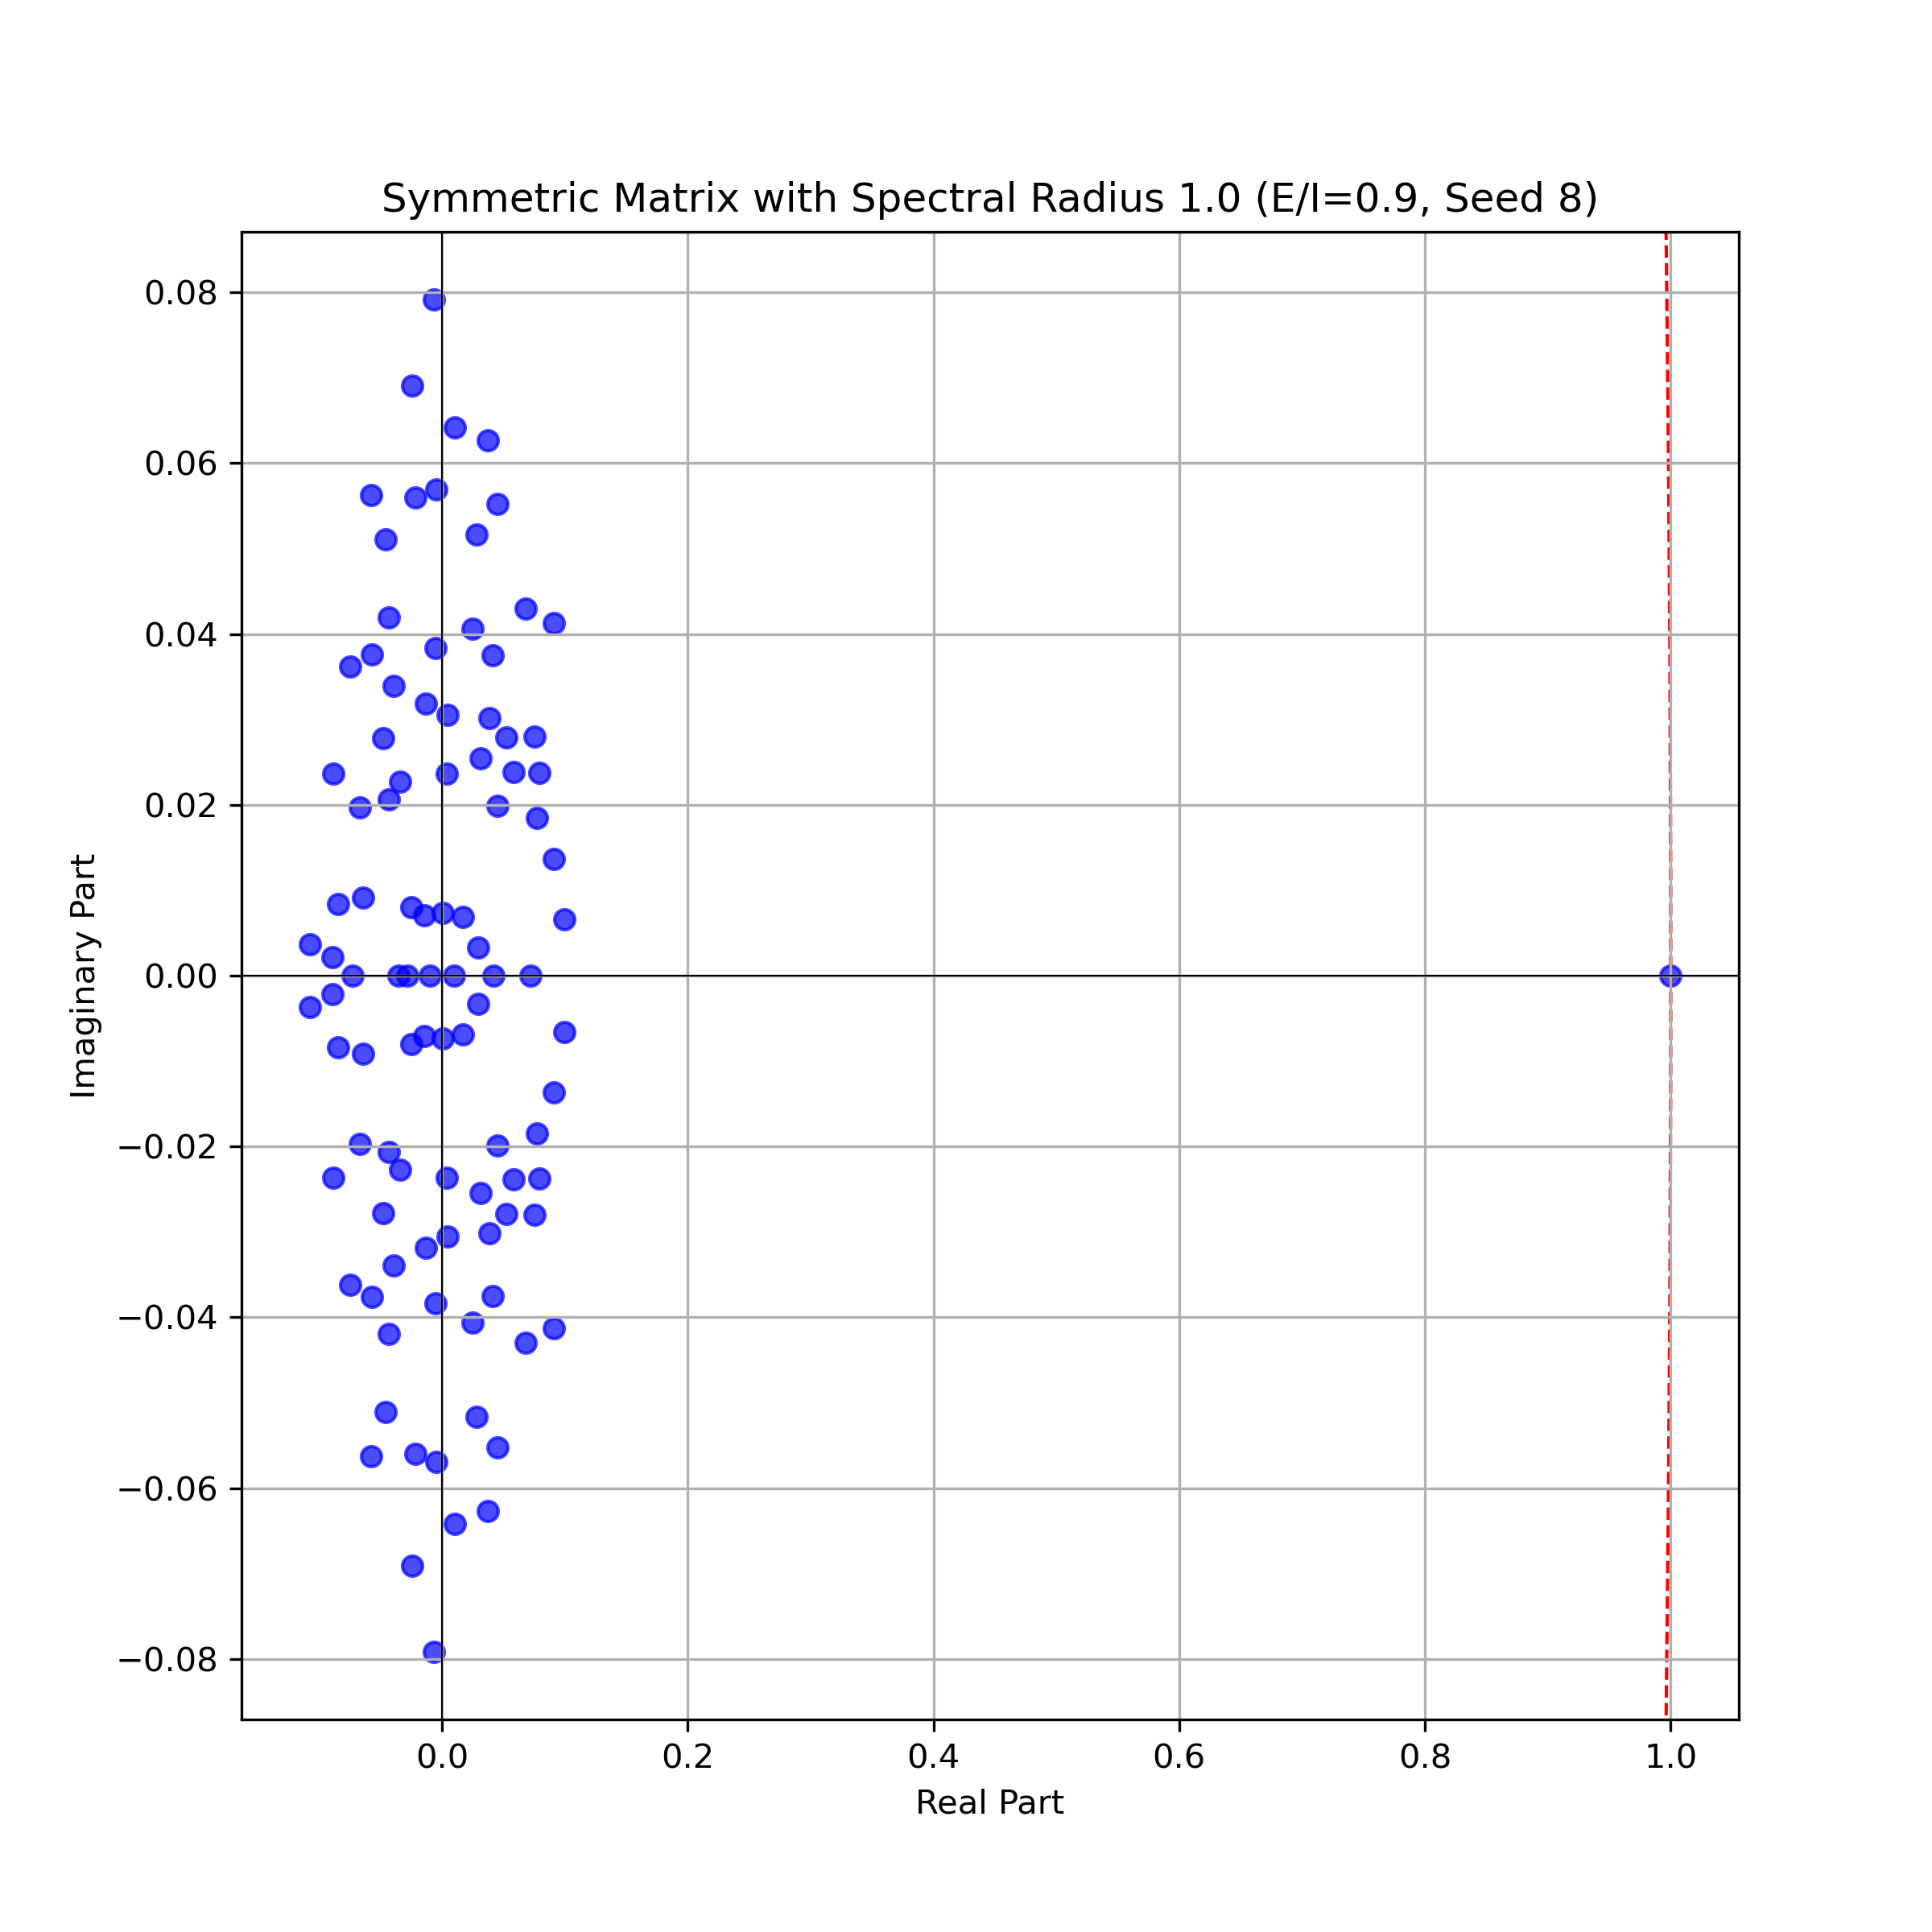 Symmetric Matrix with Spectral Radius 1.0 (E/I=0.9, Seed 8)
0.08
0.06
0.04
0.02
0.00
−0.02
−0.04
−0.06
−0.08
Imaginary Part
0.0 0.2 0.4 0.6 0.8 1.0
Real Part